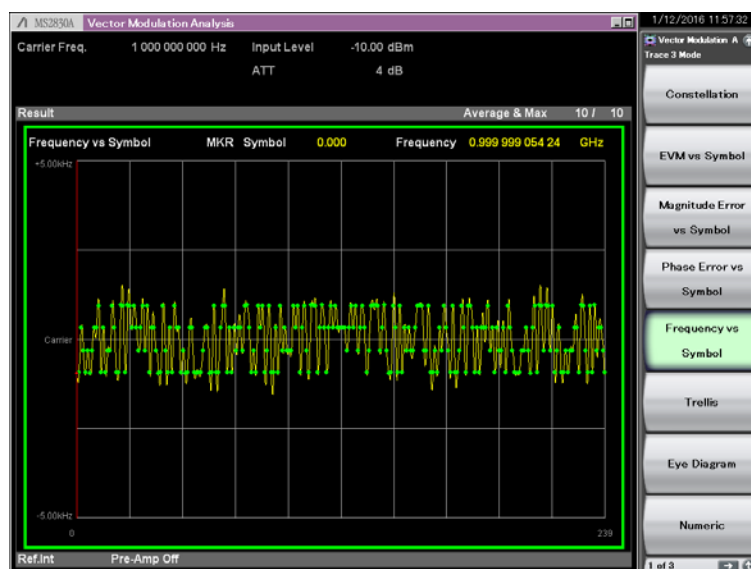 MS2830A Vector Modulation Analysis
1/12/2016 11:57:32
Carrier Freq. 1 000 000 000 Hz Input Level -10.00 dBm
ATT 4 dB
Result Average & Max 10 / 10
Frequency vs Symbol MKR Symbol 0.000 Frequency 0.999 999 054 24 GHz
+5.00kHz
Carrier
-5.00kHz
0 239
Ref.Int Pre-Amp Off
Vector Modulation A
Trace 3 Mode
Constellation
EVM vs Symbol
Magnitude Error
vs Symbol
Phase Error vs
Symbol
Frequency vs
Symbol
Trellis
Eye Diagram
Numeric
1 of 3